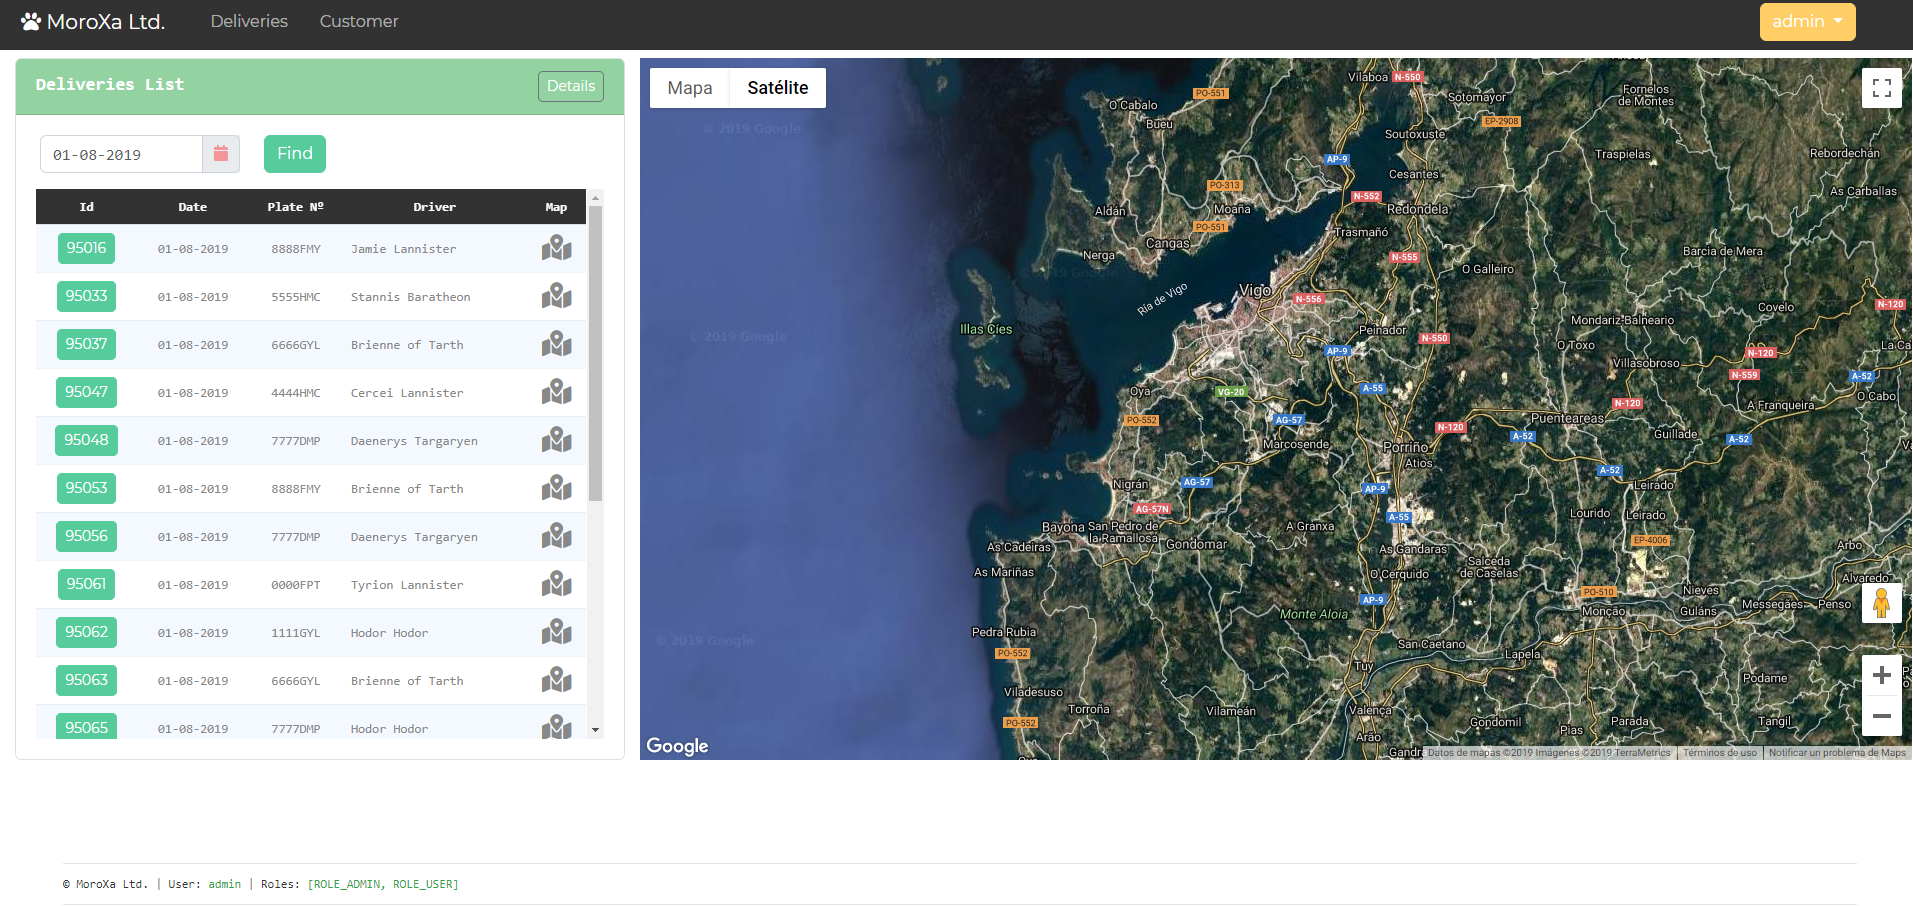 MoroXa Ltd. Deliveries Customer admin
Deliveries List Details
01-08-2019 Find
Id Date Plate Nº Driver Map
95016 01-08-2019 8888FMY Jamie Lannister
95033 01-08-2019 5555HMC Stannis Baratheon
95037 01-08-2019 6666GYL Brienne of Tarth
95047 01-08-2019 4444HMC Cercei Lannister
95048 01-08-2019 7777DMP Daenerys Targaryen
95053 01-08-2019 8888FMY Brienne of Tarth
95056 01-08-2019 7777DMP Daenerys Targaryen
95061 01-08-2019 0000FPT Tyrion Lannister
95062 01-08-2019 1111GYL Hodor Hodor
95063 01-08-2019 6666GYL Brienne of Tarth
95065 01-08-2019 7777DMP Hodor Hodor
Mapa Satélite
Vilaboa N-550
PO-551
Fornelos
de Montes
Sotomayor
O Cabalo
Bueu
EP-2908
© 2019 Google
Soutoxuste
Traspielas
Rebordechán
AP-9
Cesantes
PO-313
N-552
As Carballas
Aldán
Moaña
Redondela
PO-551
Trasmañó
Cangas
Nerga
N-555
Barcia de Mera
O Galleiro
© 2019 Google
Vigo
Ría de Vigo
N-556
Covelo
N-120
Illas Cíes
Peinador
Mondariz-Balneario
© 2019 Google
N-550
O Toxo
La Ca
AP-9
N-120
Villasobroso
N-559
A-52
Oya
VG-20
A-55
O Cabo
N-120
A Franqueira
PO-552
AG-57
Puenteareas
N-120
A-52
Guillade
A-52
Marcosende
Porriño
Atios
A-52
Nigrán
AG-57
AP-9
Leirado
AG-57N
A-55
Lourido
Leirado
Bayona
San Pedro de
la Ramallosa
A Granxa
Gondomar
As Cadeiras
As Gándaras
EP-4006
Arbo
As Mariñas
O Cerquido
Salceda
de Caselas
Alvaredo
AP-9
PO-510
Nieves
Monte Aloia
Monção
Guláns
Messegães
Penso
Pedra Rubia
© 2019 Google
San Caetano
PO-552
Lapela
Tuy
Podame
Viladesuso
Torroña
Vilameán
Valença
PO-552
Gondomil
Parada
Tangil
Pias
Arão
Google
Gandra
Datos de mapas ©2019 Imágenes ©2019 TerraMetrics Términos de uso Notificar un problema de Maps
© MoroXa Ltd. | User: admin | Roles: [ROLE_ADMIN, ROLE_USER]